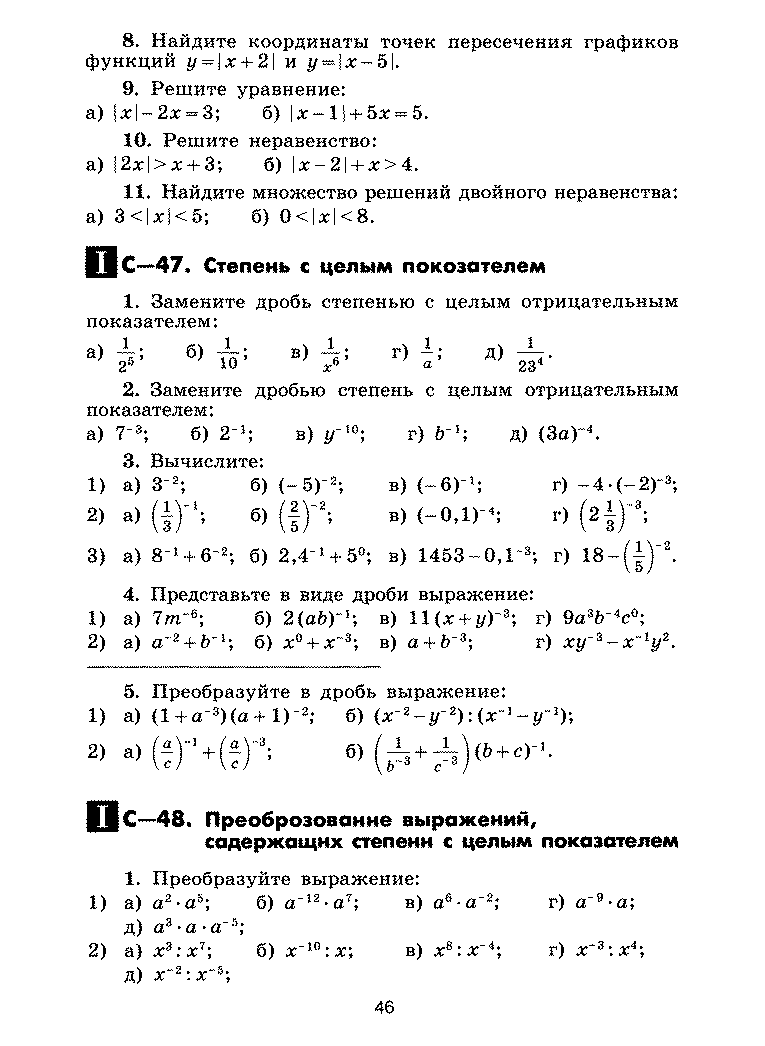 8. Найдите координаты точек пересечения графиков
функций y=|x+2| и y=|x-5|.
9. Решите уравнение:
а) |x|-2x=3; б) |x-1|+5x=5.
10. Решите неравенство:
а) |2x|>x+3; б) |x-2|+x>4.
11. Найдите множество решений двойного неравенства:
а) 3<|x|<5; б) 0<|x|<8.
I С—47. Степень с целым покозотелем
1. Замените дробь степенью с целым отрицательным
показателем:
а) 1/2⁵; б) 1/10; в) 1/x⁶; г) 1/a; д) 1/23⁴.
2. Замените дробью степень с целым отрицательным
показателем:
а) 7⁻³; б) 2⁻¹; в) y⁻¹⁰; г) b⁻¹; д) (3a)⁻⁴.
3. Вычислите:
1) а) 3⁻²; б) (-5)⁻²; в) (-6)⁻¹; г) -4·(-2)⁻³;
2) а) (1/3)⁻¹; б) (2/5)⁻²; в) (-0,1)⁻⁴; г) (2 1/3)⁻³;
3) а) 8⁻¹+6⁻²; б) 2,4⁻¹+5⁰; в) 1453-0,1⁻³; г) 18-(1/5)⁻².
4. Представьте в виде дроби выражение:
1) а) 7m⁻⁶; б) 2(ab)⁻¹; в) 11(x+y)⁻³; г) 9a³b⁻⁴c⁰;
2) а) a⁻²+b⁻¹; б) x⁰+x⁻³; в) a+b⁻³; г) xy⁻³-x⁻¹y².
5. Преобразуйте в дробь выражение:
1) а) (1+a⁻³)(a+1)⁻²; б) (x⁻²-y⁻²):(x⁻¹-y⁻¹);
2) а) (a/c)⁻¹+(a/c)⁻³; б) (1/b⁻³+1/c⁻³)(b+c)⁻¹.
I С—48. Преоброзованне выраженнй,
садержащнх степенн с целым показателем
1. Преобразуйте выражение:
1) а) a²·a⁵; б) a⁻¹²·a⁷; в) a⁶·a⁻²; г) a⁻⁹·a;
д) a³·a·a⁻⁵;
2) а) x³:x⁷; б) x⁻¹⁰:x; в) x⁸:x⁻⁴; г) x⁻³:x⁴;
д) x⁻²:x⁻⁵;
46